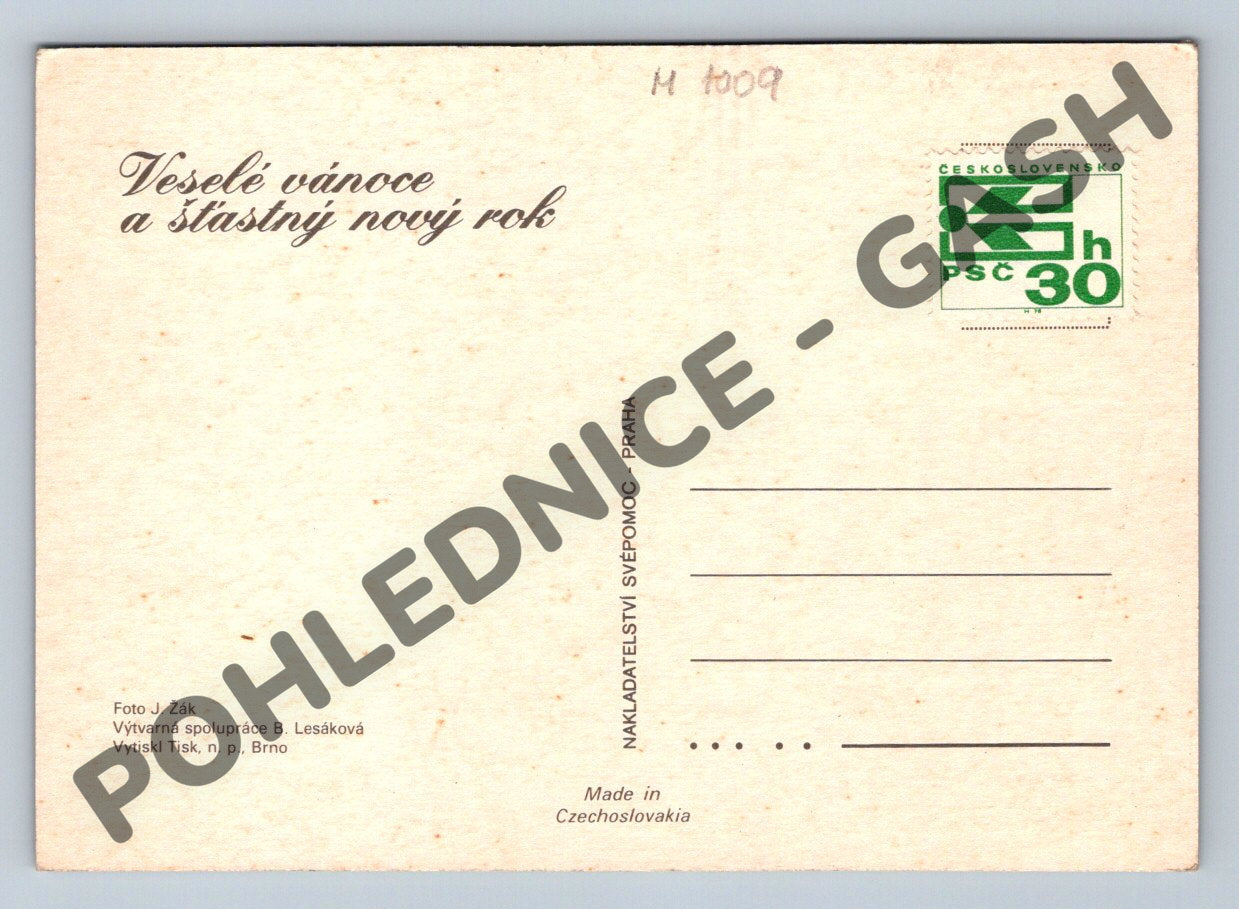 M 1009
Veselé vánoce
a šťastný nový rok
ČESKOSLOVENSKO
h
PSČ 30
POHLEDNICE - GASH
NAKLADATELSTVÍ SVÉPOMOC - PRAHA
Foto J. Žák
Výtvarná spolupráce B. Lesáková
Vytiskl Tisk, n. p., Brno
Made in
Czechoslovakia